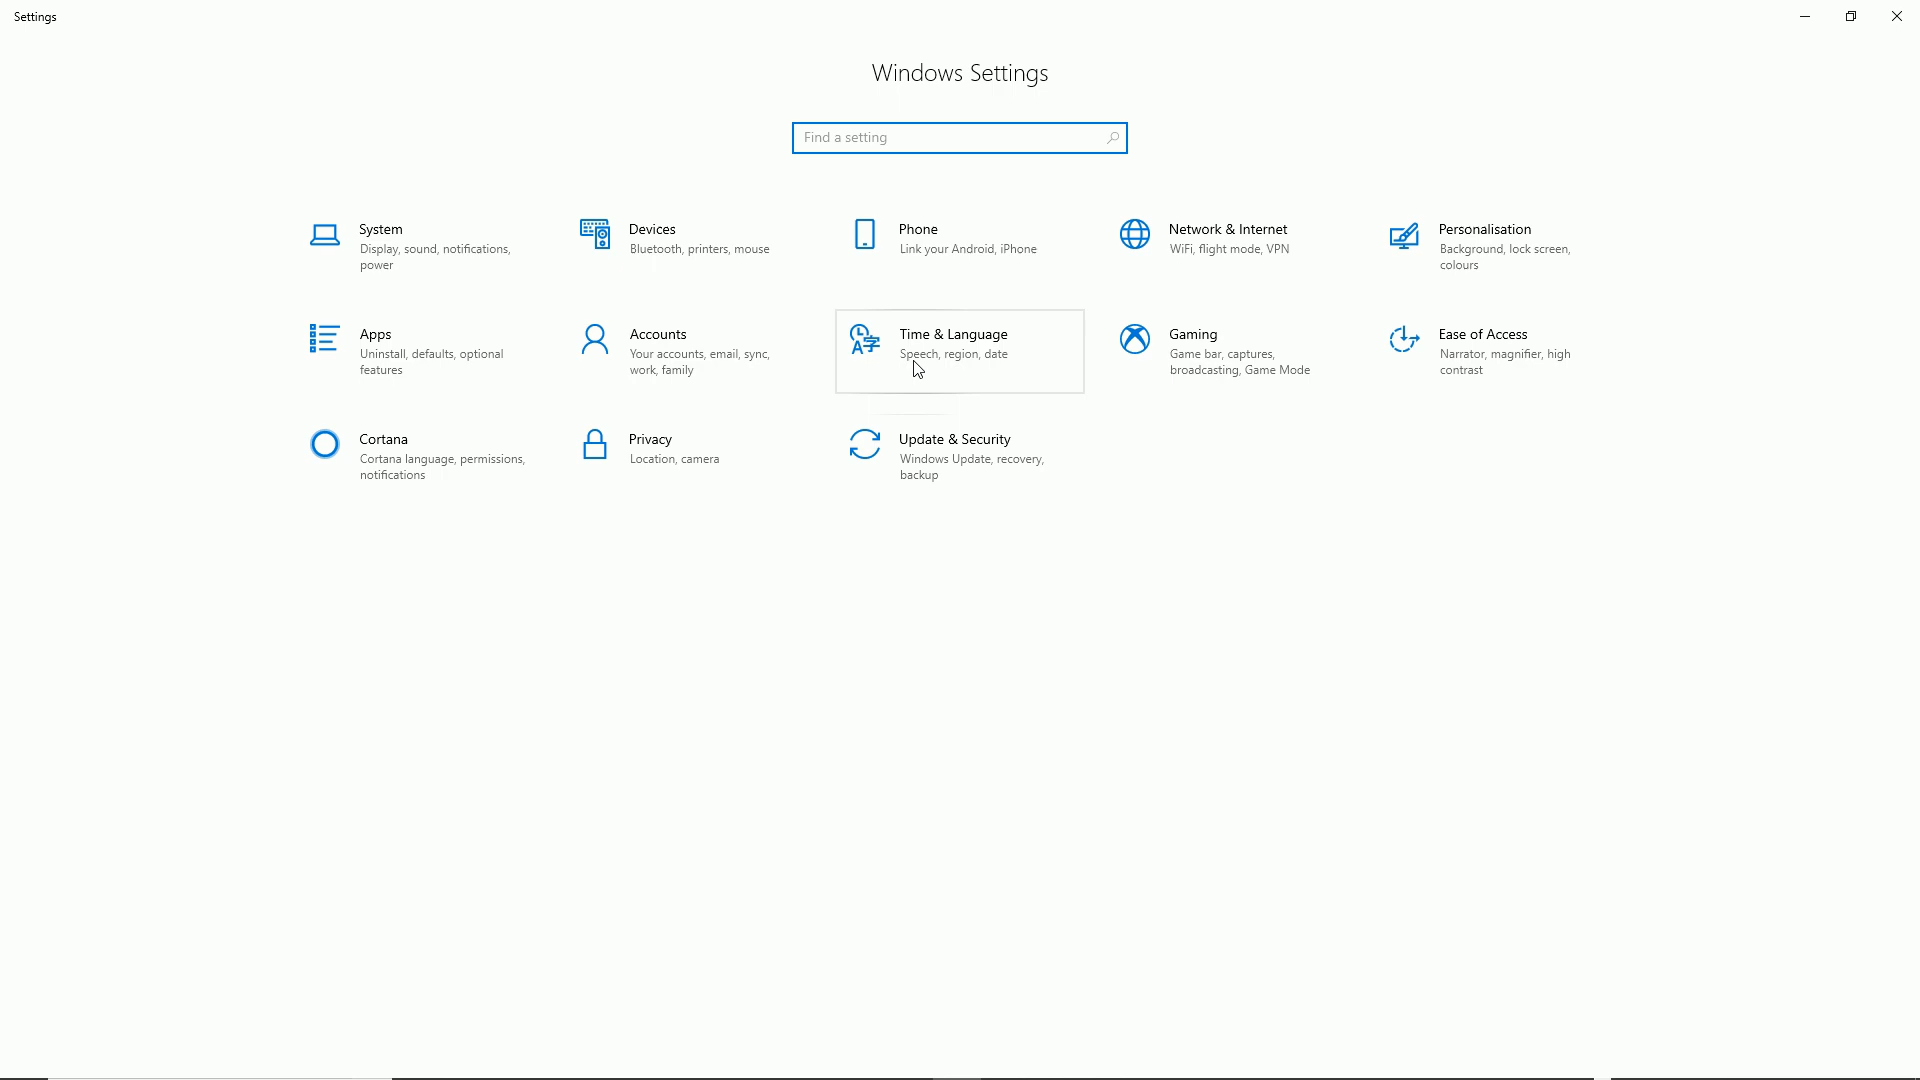 Settings
Windows Settings
Find a setting
System
Display, sound, notifications,
power
Devices
Bluetooth, printers, mouse
Phone
Link your Android, iPhone
Network & Internet
WiFi, flight mode, VPN
Personalisation
Background, lock screen,
colours
Apps
Uninstall, defaults, optional
features
Accounts
Your accounts, email, sync,
work, family
Time & Language
Speech, region, date
Gaming
Game bar, captures,
broadcasting, Game Mode
Ease of Access
Narrator, magnifier, high
contrast
Cortana
Cortana language, permissions,
notifications
Privacy
Location, camera
Update & Security
Windows Update, recovery,
backup